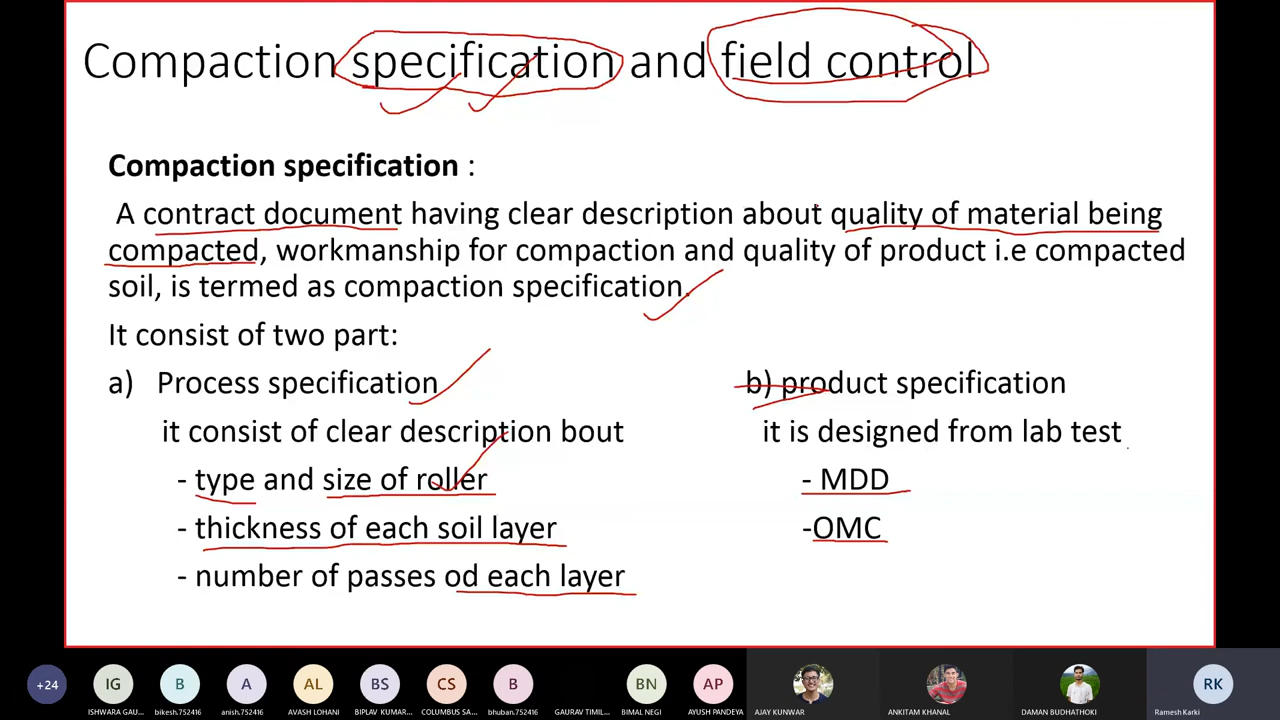 Compaction specification and field control
Compaction specification :
A contract document having clear description about quality of material being
compacted, workmanship for compaction and quality of product i.e compacted
soil, is termed as compaction specification.
It consist of two part:
a) Process specification
b) product specification
it consist of clear description bout
it is designed from lab test
- type and size of roller
- MDD
- thickness of each soil layer
-OMC
- number of passes od each layer
+24
IG
B
A
AL
BS
CS
B
BN
AP
RK
ISHWARA GAU...
bikesh.752416
anish.752416
AVASH LOHANI
BIPLAV KUMAR...
COLUMBUS SA...
bhuban.752416
GAURAV TIMIL...
BIMAL NEGI
AYUSH PANDEYA
AJAY KUNWAR
ANKITAM KHANAL
DAMAN BUDHATHOKI
Ramesh Karki